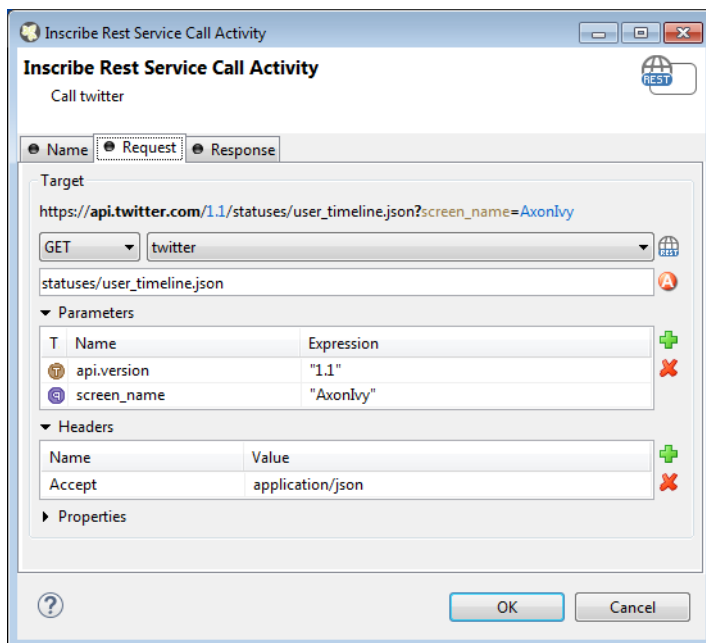 Inscribe Rest Service Call Activity
Inscribe Rest Service Call Activity
REST
Call twitter
Name Request Response
Target
https://api.twitter.com/1.1/statuses/user_timeline.json?screen_name=AxonIvy
GET twitter REST
statuses/user_timeline.json A
Parameters
T Name Expression
T api.version "1.1"
q screen_name "AxonIvy"
Headers
Name Value
Accept application/json
Properties
? OK Cancel